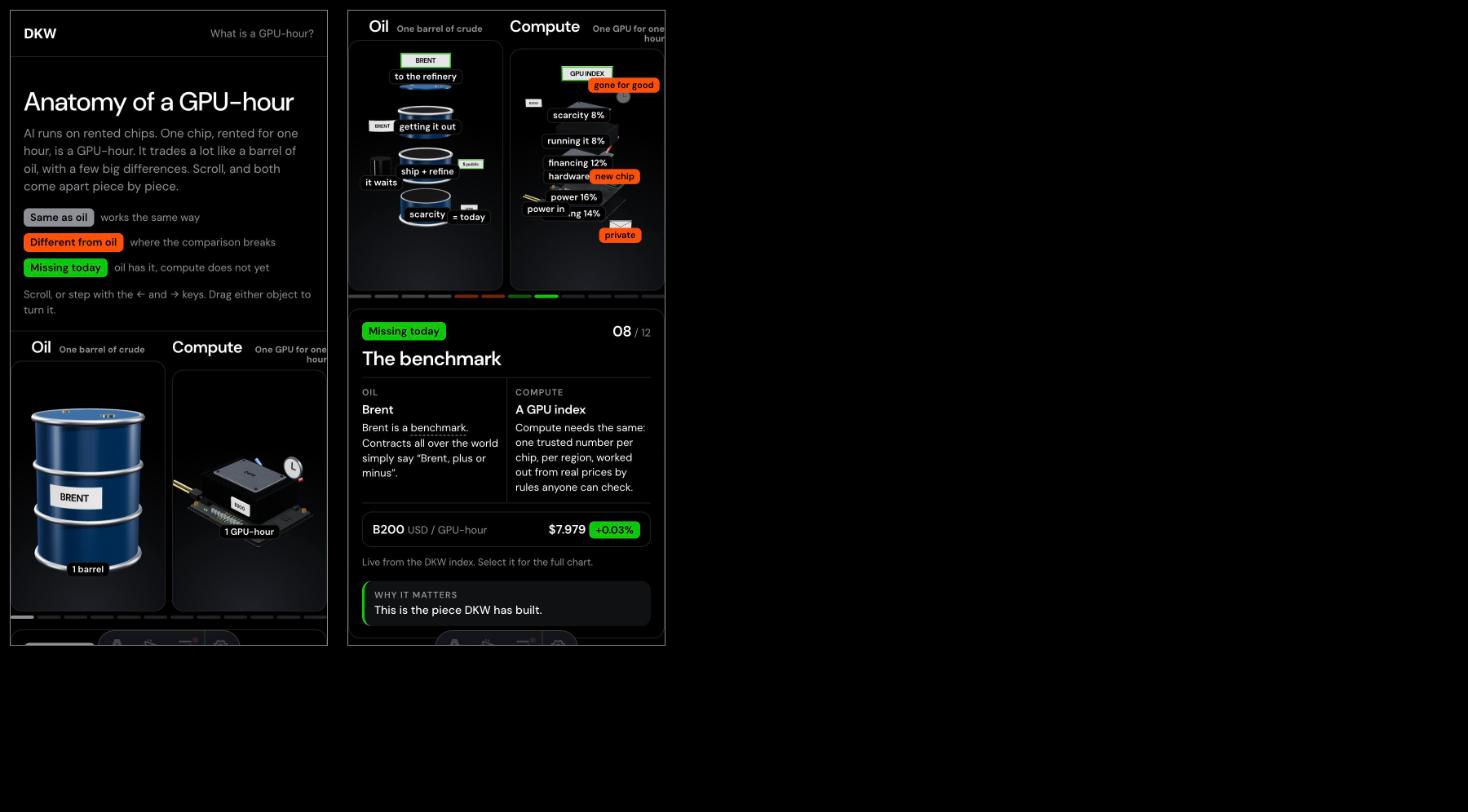 DKW
What is a GPU-hour?
Anatomy of a GPU-hour
AI runs on rented chips. One chip, rented for one
hour, is a GPU-hour. It trades a lot like a barrel of
oil, with a few big differences. Scroll, and both
come apart piece by piece.
Same as oil works the same way
Different from oil where the comparison breaks
Missing today oil has it, compute does not yet
Scroll, or step with the ← and → keys. Drag either object to
turn it.
Oil One barrel of crude
Compute One GPU for one
hour
BRENT
1 barrel
DKW
B200
1 GPU-hour
Oil One barrel of crude
Compute One GPU for one
hour
BRENT
to the refinery
BRENT
getting it out
ship + refine
$ public
it waits
scarcity
= today
GPU INDEX
gone for good
scarcity 8%
running it 8%
financing 12%
hardware
new chip
power 16%
power in
ng 14%
private
Missing today
08 / 12
The benchmark
OIL
Brent
Brent is a benchmark.
Contracts all over the world
simply say “Brent, plus or
minus”.
COMPUTE
A GPU index
Compute needs the same:
one trusted number per
chip, per region, worked
out from real prices by
rules anyone can check.
B200 USD / GPU-hour
$7.979 +0.03%
Live from the DKW index. Select it for the full chart.
WHY IT MATTERS
This is the piece DKW has built.